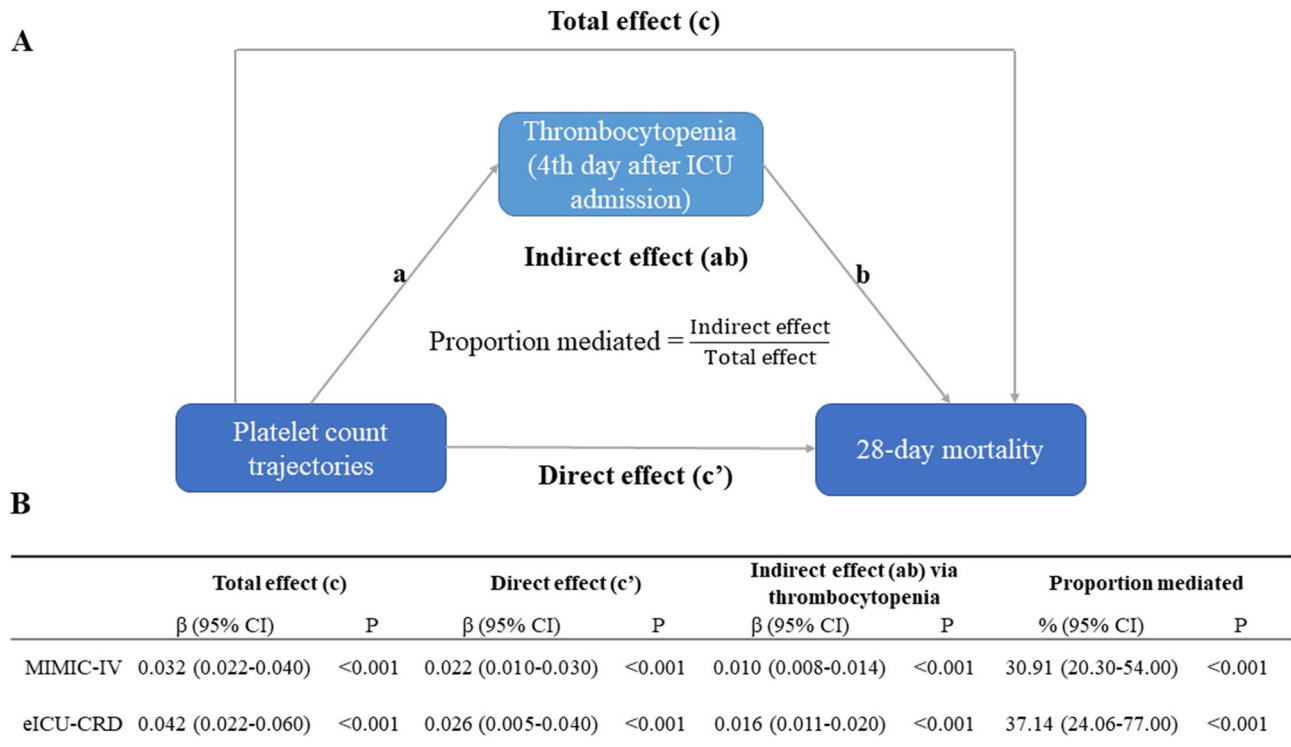 A
Total effect (c)
Thrombocytopenia
(4th day after ICU
admission)
Indirect effect (ab)
a
b
Proportion mediated = Indirect effect / Total effect
Platelet count
trajectories
28-day mortality
Direct effect (c’)
B
Total effect (c) Direct effect (c’) Indirect effect (ab) via thrombocytopenia Proportion mediated
β (95% CI) P β (95% CI) P β (95% CI) P % (95% CI) P
MIMIC-IV 0.032 (0.022-0.040) <0.001 0.022 (0.010-0.030) <0.001 0.010 (0.008-0.014) <0.001 30.91 (20.30-54.00) <0.001
eICU-CRD 0.042 (0.022-0.060) <0.001 0.026 (0.005-0.040) <0.001 0.016 (0.011-0.020) <0.001 37.14 (24.06-77.00) <0.001